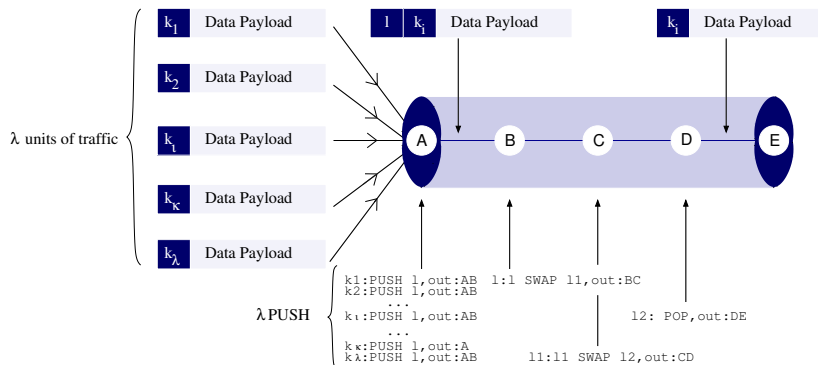 k1 Data Payload
l ki Data Payload
ki Data Payload
k2 Data Payload
λ units of traffic
kι Data Payload
A B C D E
kκ Data Payload
kλ Data Payload
λ PUSH
k1:PUSH l,out:AB
k2:PUSH l,out:AB
...
kι:PUSH l,out:AB
...
kκ:PUSH l,out:A
kλ:PUSH l,out:AB
l:l SWAP l1,out:BC
l2: POP,out:DE
l1:l1 SWAP l2,out:CD